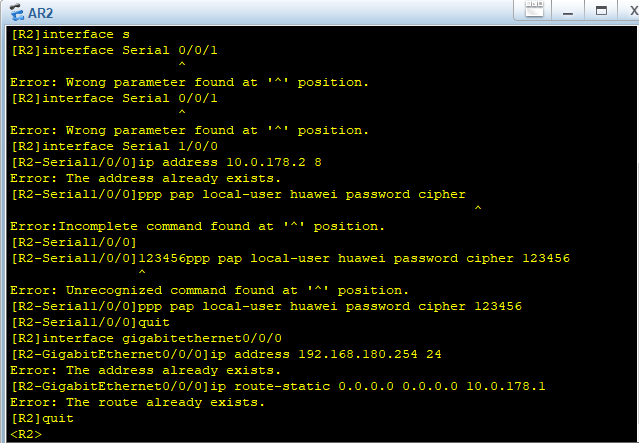 AR2
[R2]interface s
[R2]interface Serial 0/0/1
^
Error: Wrong parameter found at '^' position.
[R2]interface Serial 0/0/1
^
Error: Wrong parameter found at '^' position.
[R2]interface Serial 1/0/0
[R2-Serial1/0/0]ip address 10.0.178.2 8
Error: The address already exists.
[R2-Serial1/0/0]ppp pap local-user huawei password cipher
^
Error:Incomplete command found at '^' position.
[R2-Serial1/0/0]
[R2-Serial1/0/0]123456ppp pap local-user huawei password cipher 123456
^
Error: Unrecognized command found at '^' position.
[R2-Serial1/0/0]ppp pap local-user huawei password cipher 123456
[R2-Serial1/0/0]quit
[R2]interface gigabitethernet0/0/0
[R2-GigabitEthernet0/0/0]ip address 192.168.180.254 24
Error: The address already exists.
[R2-GigabitEthernet0/0/0]ip route-static 0.0.0.0 0.0.0.0 10.0.178.1
Error: The route already exists.
[R2]quit
<R2>